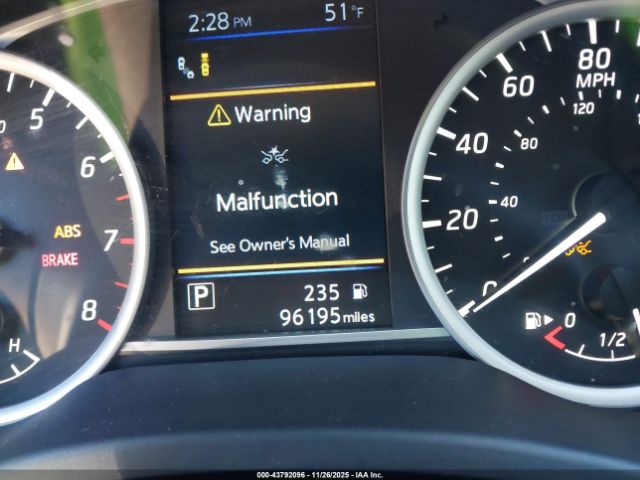 2:28 PM 51°F
Warning
Malfunction
See Owner's Manual
P 235
96195 miles
5
6
7
8
ABS
BRAKE
H
80
MPH
60
40
20
0
120
80
40
0
1/2
000-43792096 - 11/26/2025 - IAA Inc.